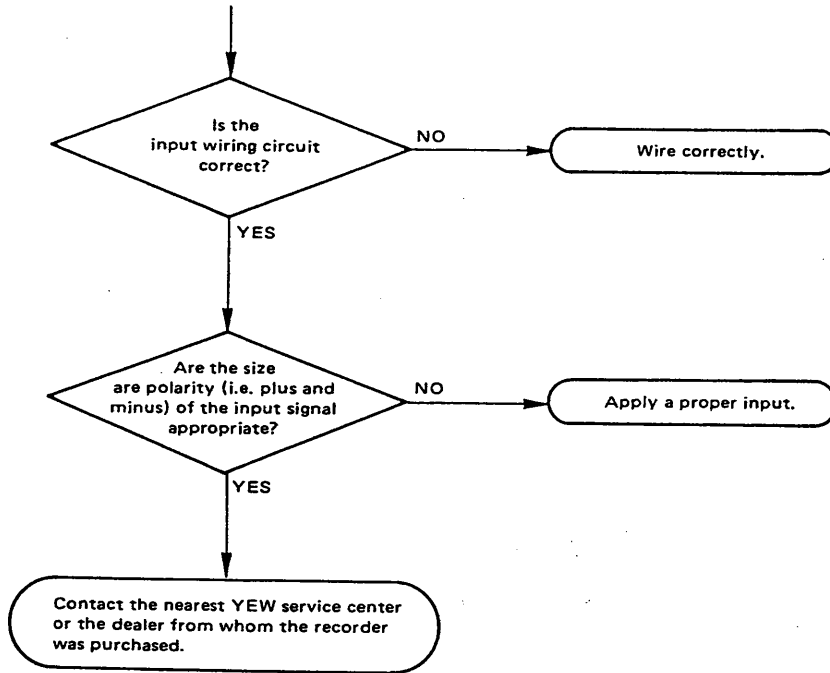 Is the
input wiring circuit
correct?
NO
Wire correctly.
YES
Are the size
are polarity (i.e. plus and
minus) of the input signal
appropriate?
NO
Apply a proper input.
YES
Contact the nearest YEW service center
or the dealer from whom the recorder
was purchased.